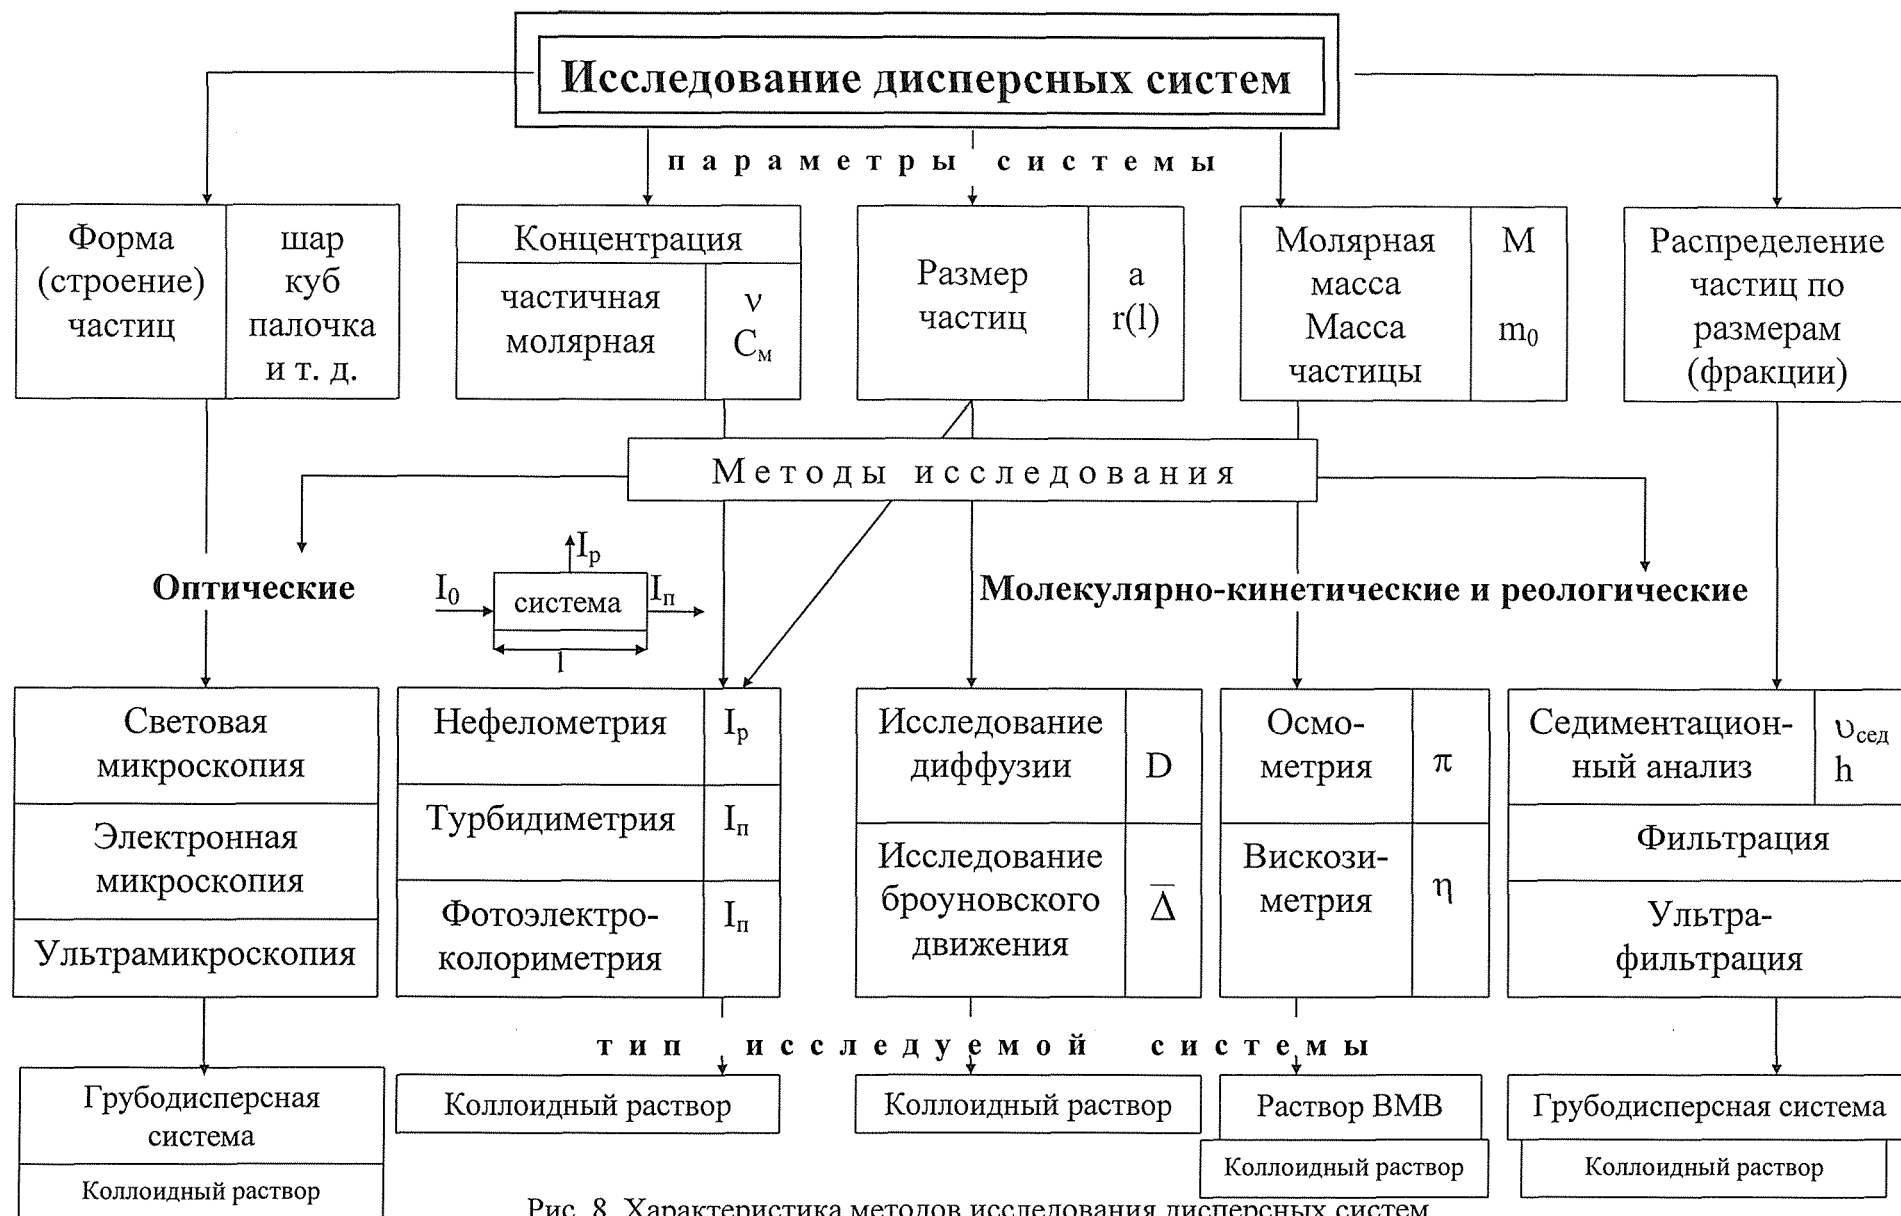 Исследование дисперсных систем
параметры системы
Форма
(строение)
частиц
шар
куб
палочка
и т. д.
Концентрация
частичная
молярная
ν
Cм
Размер
частиц
a
r(l)
Молярная
масса
Масса
частицы
M
m0
Распределение
частиц по
размерам
(фракции)
Методы исследования
Оптические
I0
Iр
система
Iп
l
Молекулярно-кинетические и реологические
Световая
микроскопия
Электронная
микроскопия
Ультрамикроскопия
Нефелометрия
Iр
Турбидиметрия
Iп
Фотоэлектро-
колориметрия
Iп
Исследование
диффузии
D
Исследование
броуновского
движения
Δ̅
Осмо-
метрия
π
Вискози-
метрия
η
Седиментацион-
ный анализ
υсед
h
Фильтрация
Ультра-
фильтрация
тип исследуемой системы
Грубодисперсная
система
Коллоидный раствор
Коллоидный раствор
Коллоидный раствор
Раствор ВМВ
Коллоидный раствор
Грубодисперсная система
Коллоидный раствор
Рис. 8. Характеристика методов исследования дисперсных систем